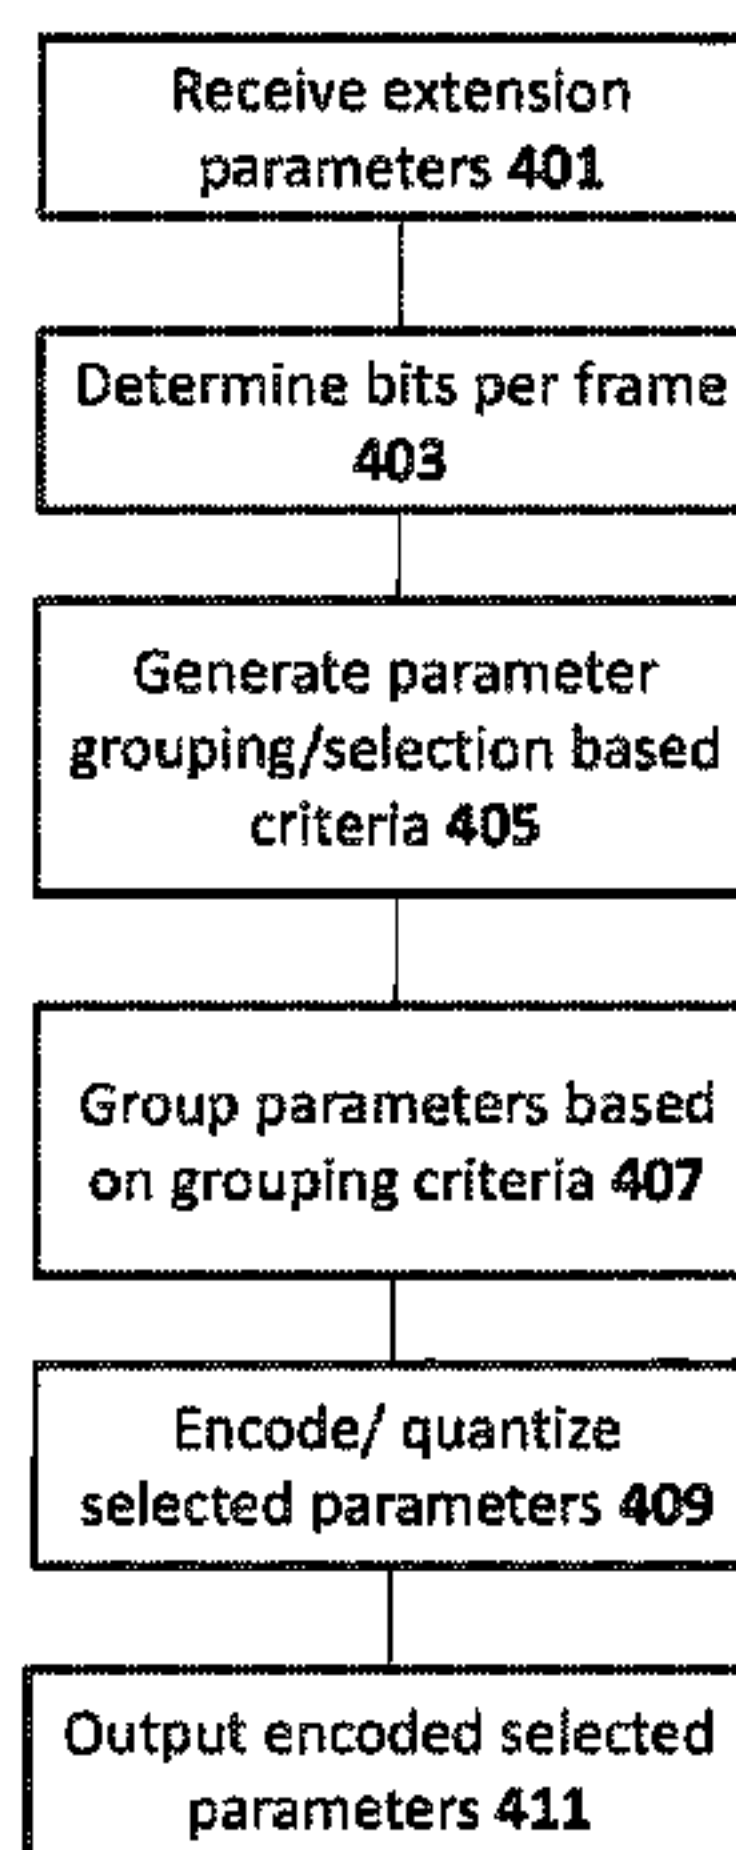 Receive extension
parameters 401
Determine bits per frame
403
Generate parameter
grouping/selection based
criteria 405
Group parameters based
on grouping criteria 407
Encode/ quantize
selected parameters 409
Output encoded selected
parameters 411